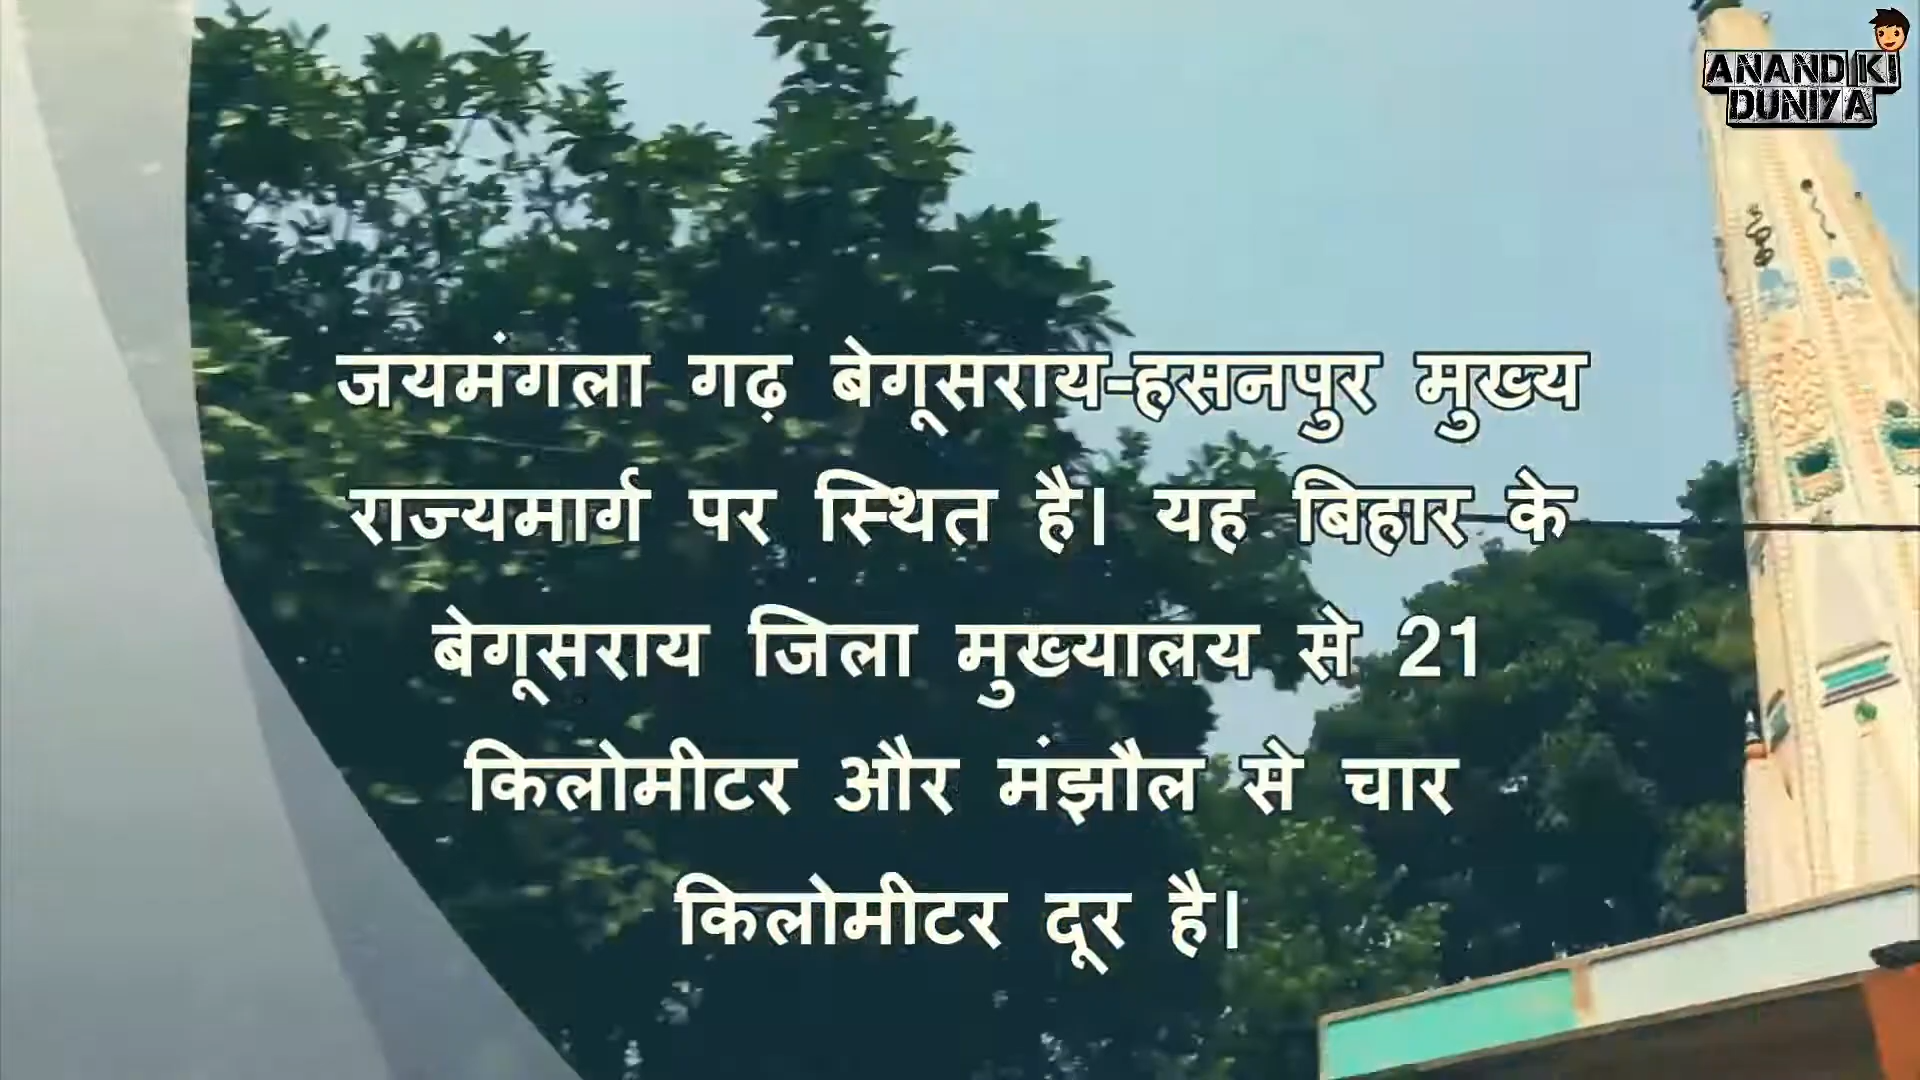 ANAND KI
DUNIYA
जयमंगला गढ़ बेगूसराय-हसनपुर मुख्य
राज्यमार्ग पर स्थित है। यह बिहार के
बेगूसराय जिला मुख्यालय से 21
किलोमीटर और मंझौल से चार
किलोमीटर दूर है।